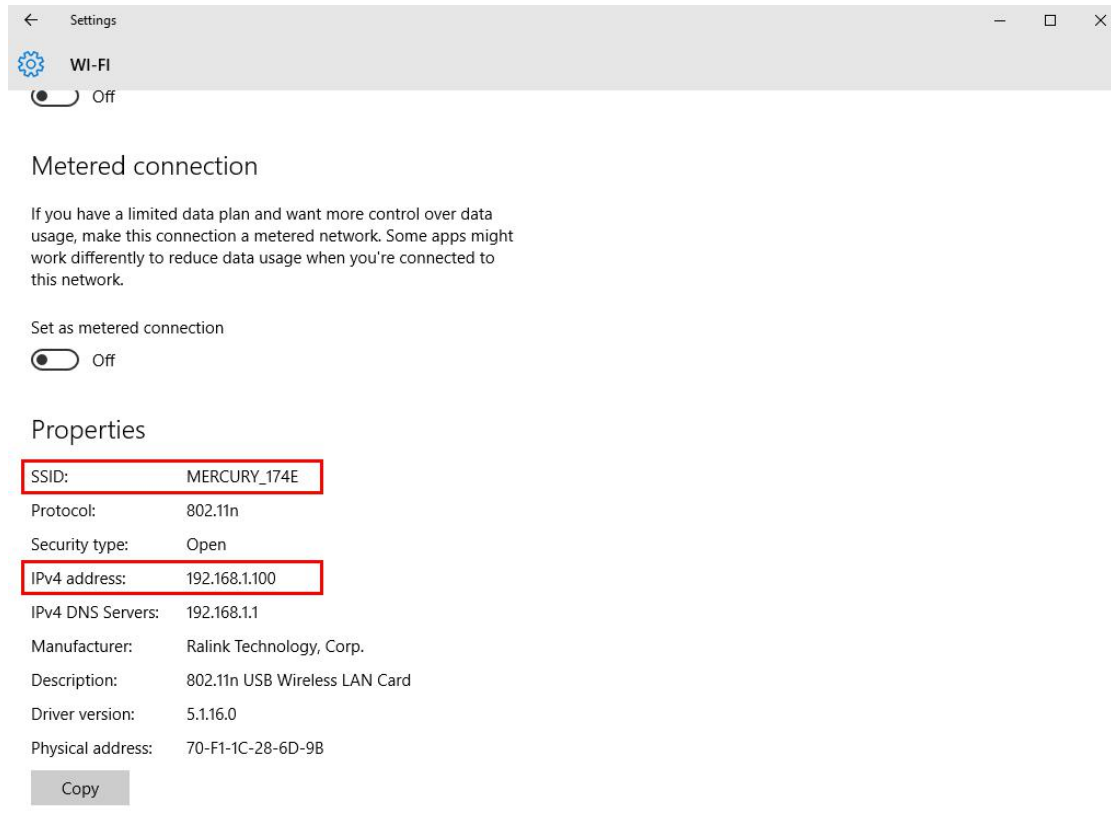 Settings
WI-FI
Off
Metered connection
If you have a limited data plan and want more control over data
usage, make this connection a metered network. Some apps might
work differently to reduce data usage when you're connected to
this network.
Set as metered connection
Off
Properties
SSID: MERCURY_174E
Protocol: 802.11n
Security type: Open
IPv4 address: 192.168.1.100
IPv4 DNS Servers: 192.168.1.1
Manufacturer: Ralink Technology, Corp.
Description: 802.11n USB Wireless LAN Card
Driver version: 5.1.16.0
Physical address: 70-F1-1C-28-6D-9B
Copy